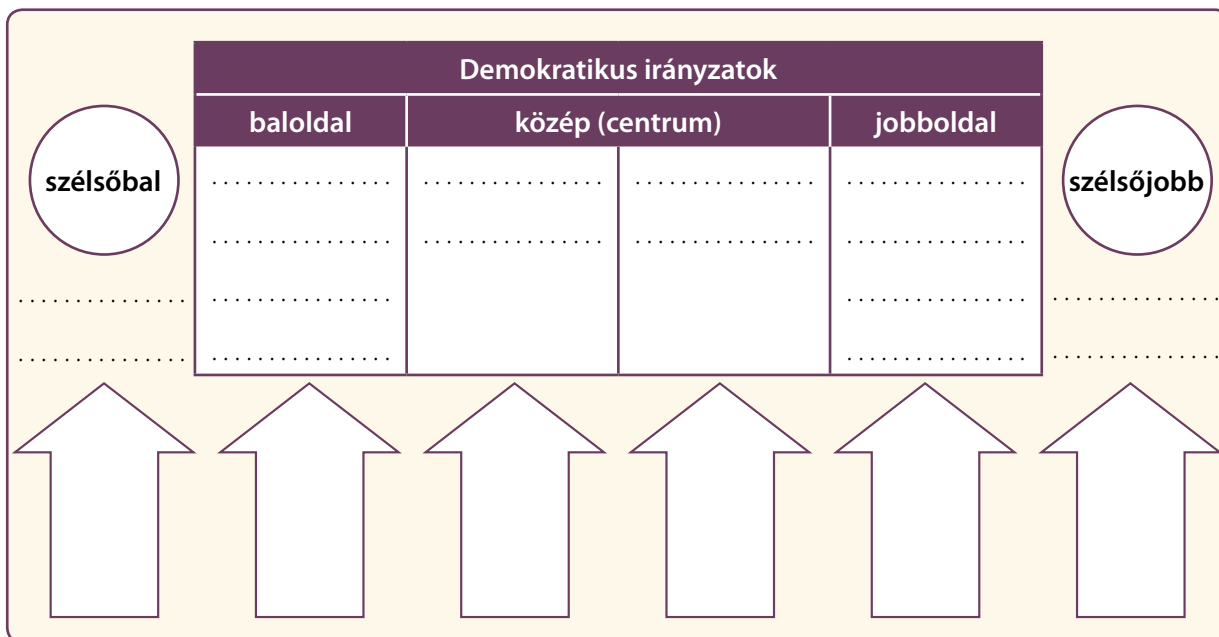 Demokratikus irányzatok
baloldal közép (centrum) jobboldal
szélsőbal
szélsőjobb